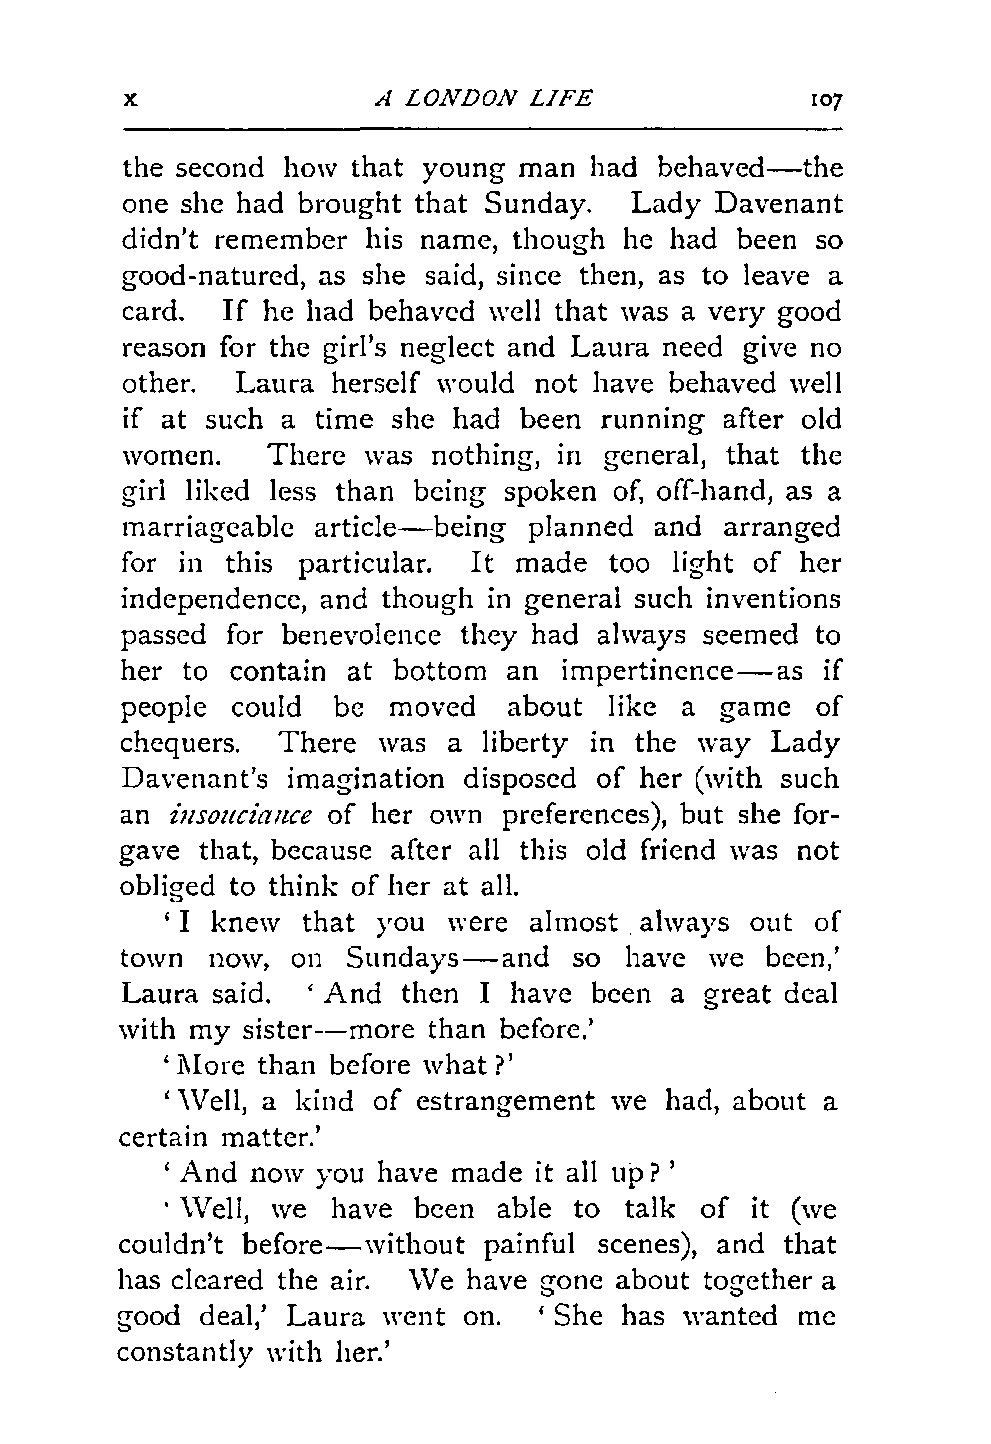 x A LONDON LIFE 107
the second how that young man had behaved—the
one she had brought that Sunday. Lady Davenant
didn't remember his name, though he had been so
good-natured, as she said, since then, as to leave a
card. If he had behaved well that was a very good
reason for the girl's neglect and Laura need give no
other. Laura herself would not have behaved well
if at such a time she had been running after old
women. There was nothing, in general, that the
girl liked less than being spoken of, off-hand, as a
marriageable article—being planned and arranged
for in this particular. It made too light of her
independence, and though in general such inventions
passed for benevolence they had always seemed to
her to contain at bottom an impertinence—as if
people could be moved about like a game of
chequers. There was a liberty in the way Lady
Davenant's imagination disposed of her (with such
an insouciance of her own preferences), but she for-
gave that, because after all this old friend was not
obliged to think of her at all.
'I knew that you were almost always out of
town now, on Sundays—and so have we been,'
Laura said. 'And then I have been a great deal
with my sister—more than before.'
'More than before what?'
'Well, a kind of estrangement we had, about a
certain matter.'
'And now you have made it all up?'
'Well, we have been able to talk of it (we
couldn't before—without painful scenes), and that
has cleared the air. We have gone about together a
good deal,' Laura went on. 'She has wanted me
constantly with her.'